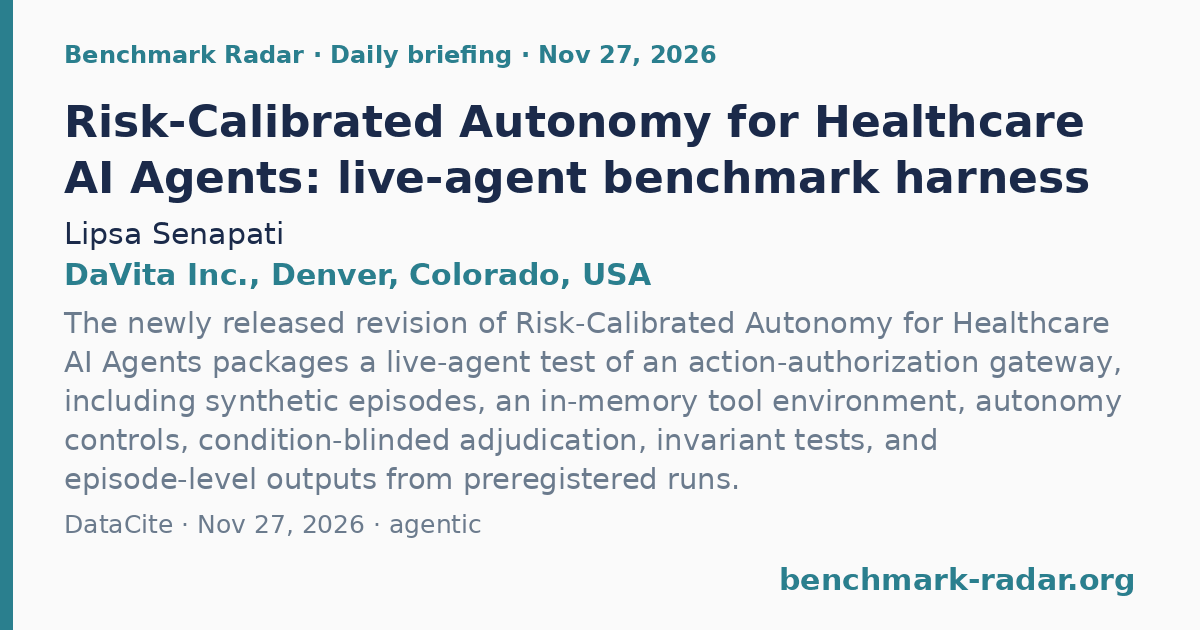 Benchmark Radar · Daily briefing · Nov 27, 2026
Risk-Calibrated Autonomy for Healthcare
AI Agents: live-agent benchmark harness
Lipsa Senapati
DaVita Inc., Denver, Colorado, USA
The newly released revision of Risk-Calibrated Autonomy for Healthcare
AI Agents packages a live-agent test of an action-authorization gateway,
including synthetic episodes, an in-memory tool environment, autonomy
controls, condition-blinded adjudication, invariant tests, and
episode-level outputs from preregistered runs.
DataCite · Nov 27, 2026 · agentic
benchmark-radar.org